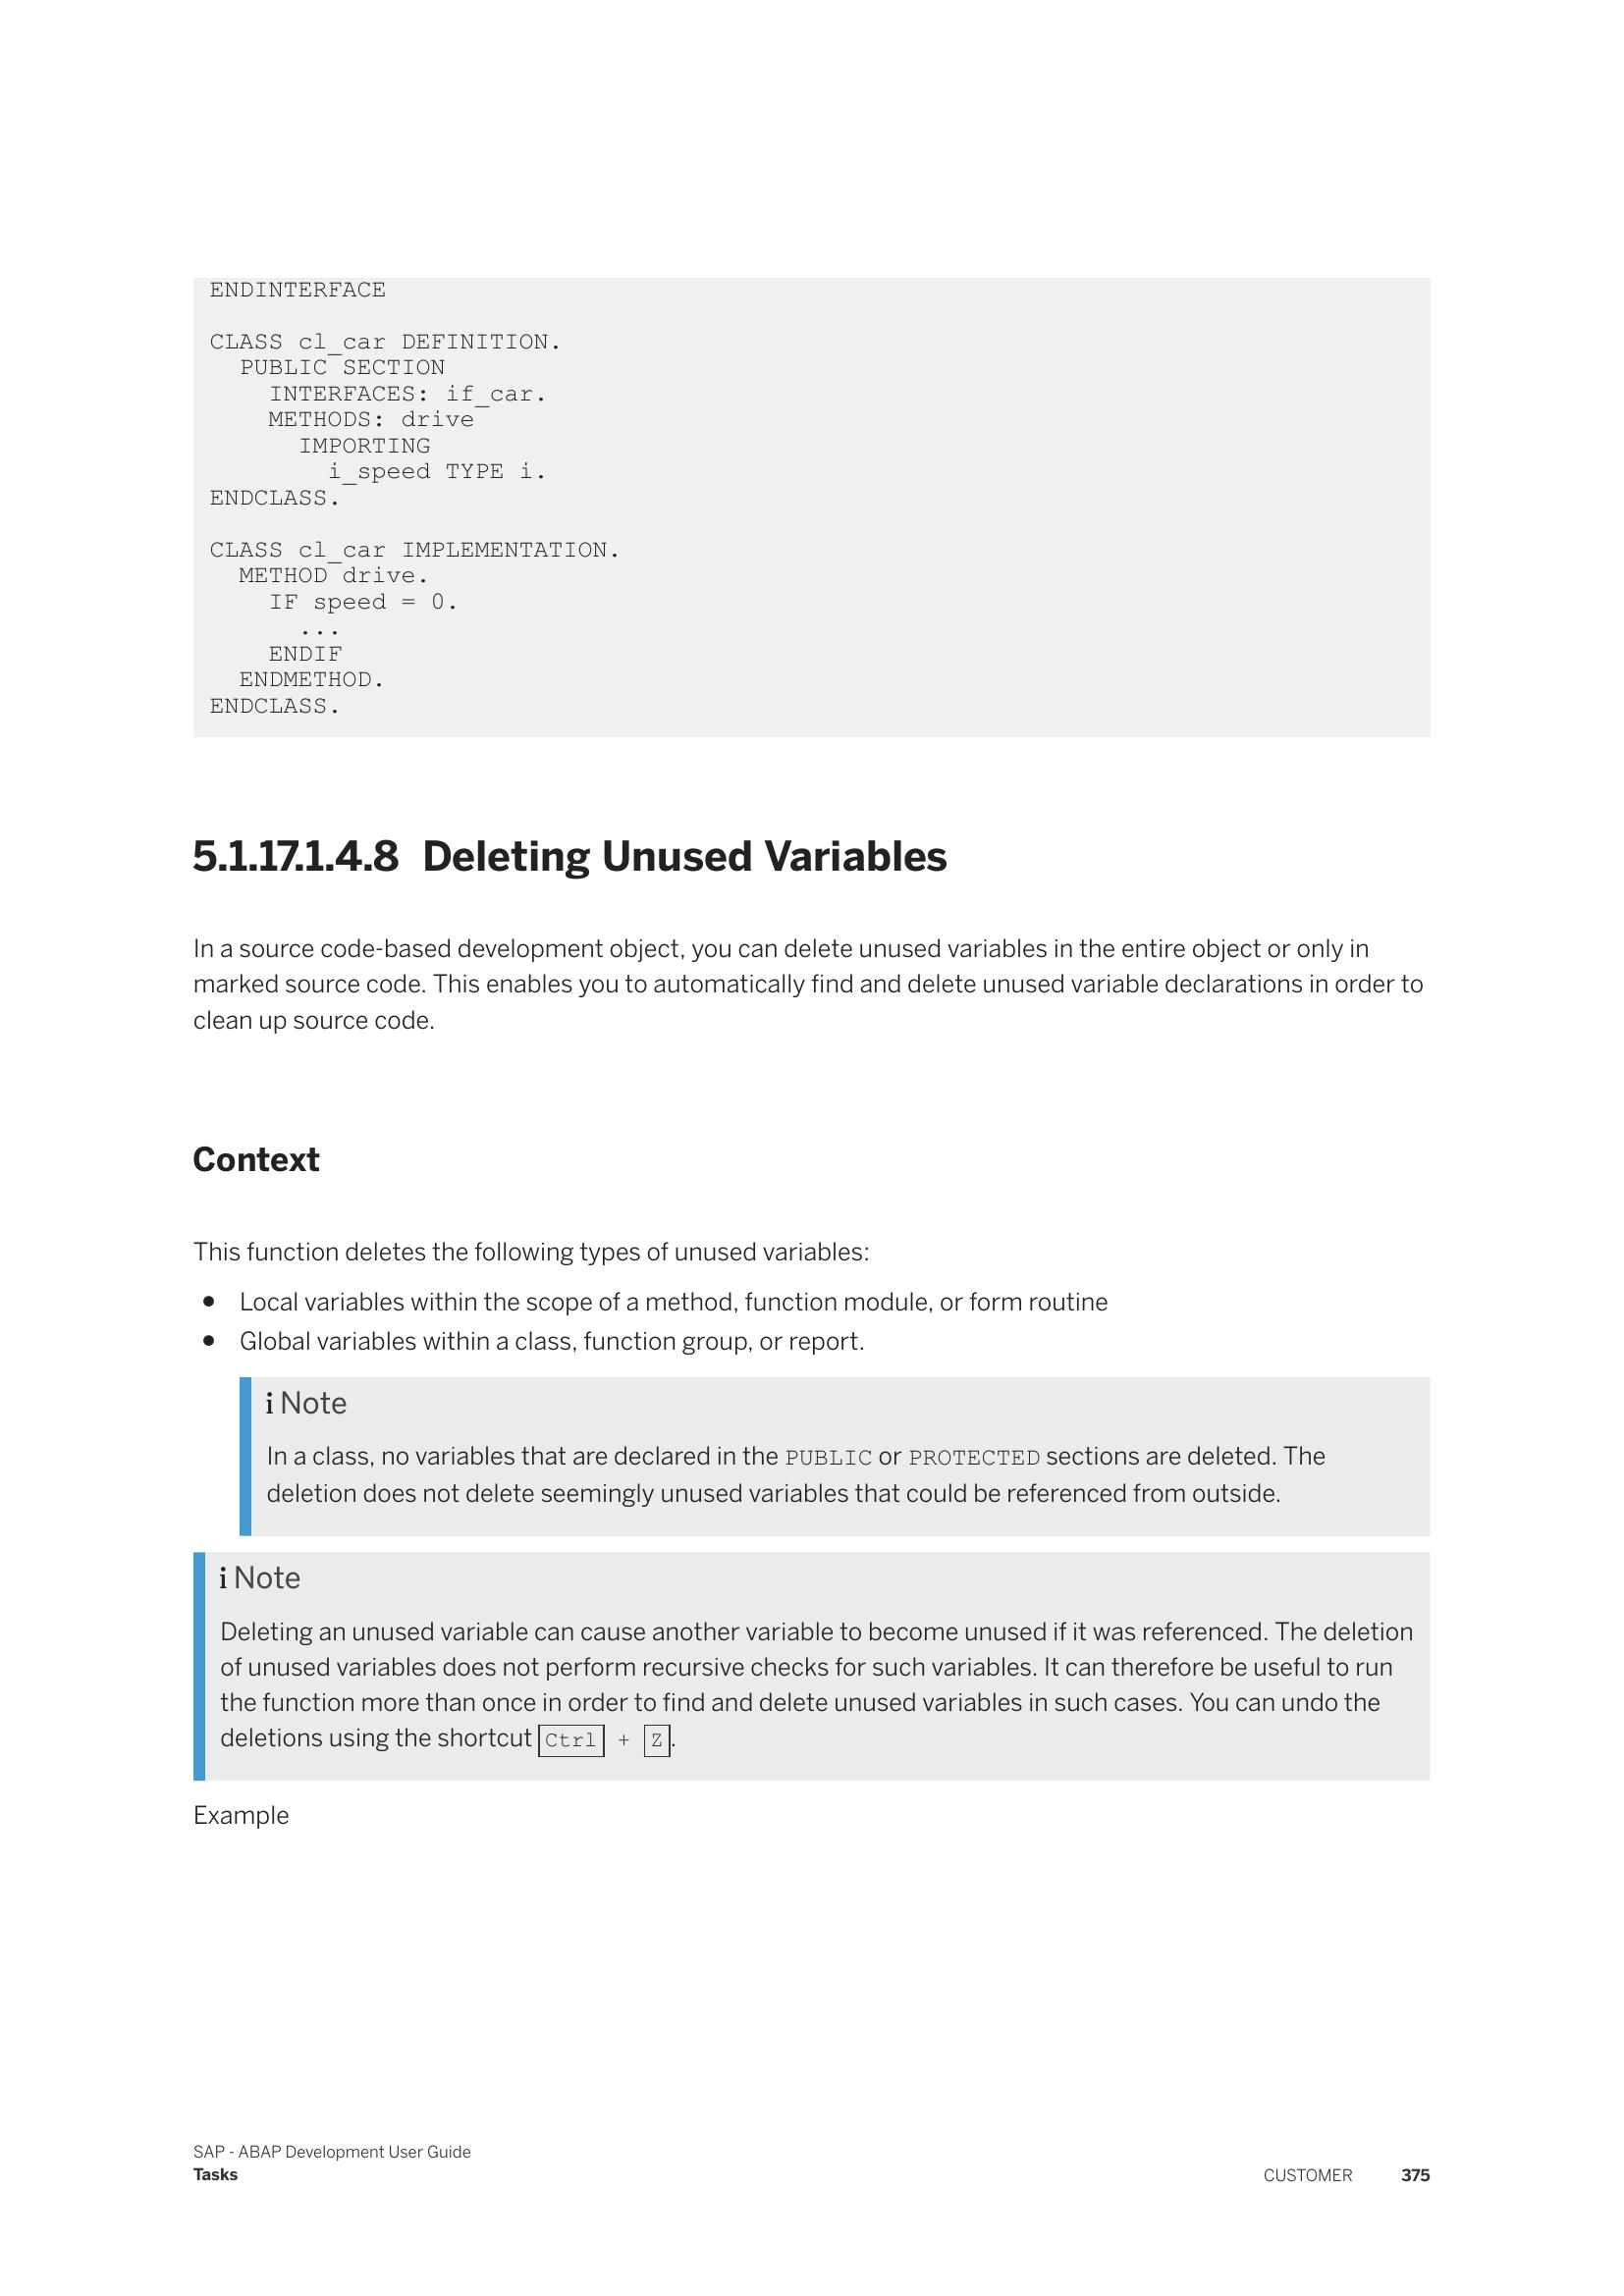 ENDINTERFACE
CLASS cl_car DEFINITION.
  PUBLIC SECTION
    INTERFACES: if_car.
    METHODS: drive
      IMPORTING
        i_speed TYPE i.
ENDCLASS.
CLASS cl_car IMPLEMENTATION.
  METHOD drive.
    IF speed = 0.
      ...
    ENDIF
  ENDMETHOD.
ENDCLASS.
5.1.17.1.4.8 Deleting Unused Variables
In a source code-based development object, you can delete unused variables in the entire object or only in
marked source code. This enables you to automatically find and delete unused variable declarations in order to
clean up source code.
Context
This function deletes the following types of unused variables:
● Local variables within the scope of a method, function module, or form routine
● Global variables within a class, function group, or report.
i Note
In a class, no variables that are declared in the PUBLIC or PROTECTED sections are deleted. The
deletion does not delete seemingly unused variables that could be referenced from outside.
i Note
Deleting an unused variable can cause another variable to become unused if it was referenced. The deletion
of unused variables does not perform recursive checks for such variables. It can therefore be useful to run
the function more than once in order to find and delete unused variables in such cases. You can undo the
deletions using the shortcut Ctrl + Z.
Example
SAP - ABAP Development User Guide
Tasks
CUSTOMER 375